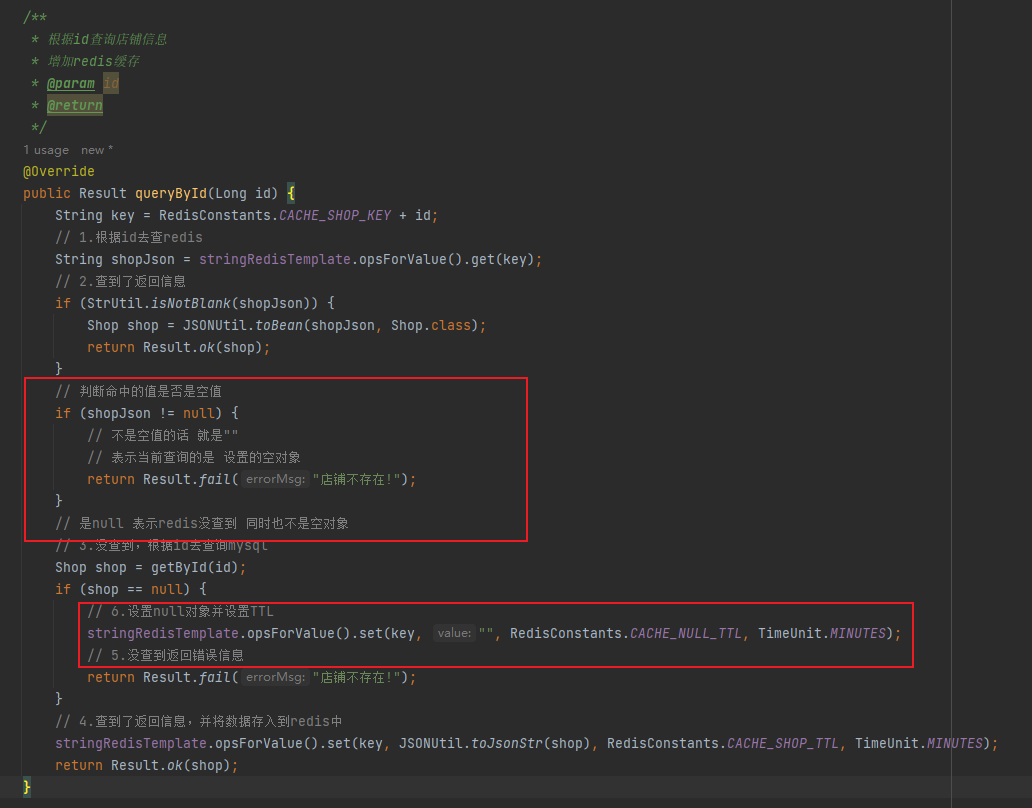 /**
 * 根据id查询店铺信息
 * 增加redis缓存
 * @param id
 * @return
 */
1 usage   new *
@Override
public Result queryById(Long id) {
    String key = RedisConstants.CACHE_SHOP_KEY + id;
    // 1.根据id去查redis
    String shopJson = stringRedisTemplate.opsForValue().get(key);
    // 2.查到了返回信息
    if (StrUtil.isNotBlank(shopJson)) {
        Shop shop = JSONUtil.toBean(shopJson, Shop.class);
        return Result.ok(shop);
    }
    // 判断命中的值是否是空值
    if (shopJson != null) {
        // 不是空值的话 就是""
        // 表示当前查询的是 设置的空对象
        return Result.fail( errorMsg: "店铺不存在!");
    }
    // 是null 表示redis没查到 同时也不是空对象
    // 3.没查到，根据id去查询mysql
    Shop shop = getById(id);
    if (shop == null) {
        // 6.设置null对象并设置TTL
        stringRedisTemplate.opsForValue().set(key, value: "", RedisConstants.CACHE_NULL_TTL, TimeUnit.MINUTES);
        // 5.没查到返回错误信息
        return Result.fail( errorMsg: "店铺不存在!");
    }
    // 4.查到了返回信息，并将数据存入到redis中
    stringRedisTemplate.opsForValue().set(key, JSONUtil.toJsonStr(shop), RedisConstants.CACHE_SHOP_TTL, TimeUnit.MINUTES);
    return Result.ok(shop);
}